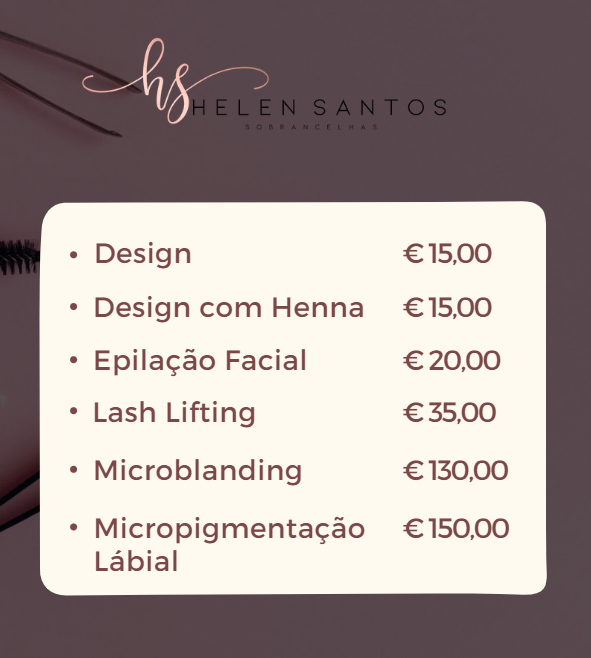 hs HELEN SANTOS
SOBRANCELHAS
• Design € 15,00
• Design com Henna € 15,00
• Epilação Facial € 20,00
• Lash Lifting € 35,00
• Microblanding € 130,00
• Micropigmentação € 150,00
Lábial